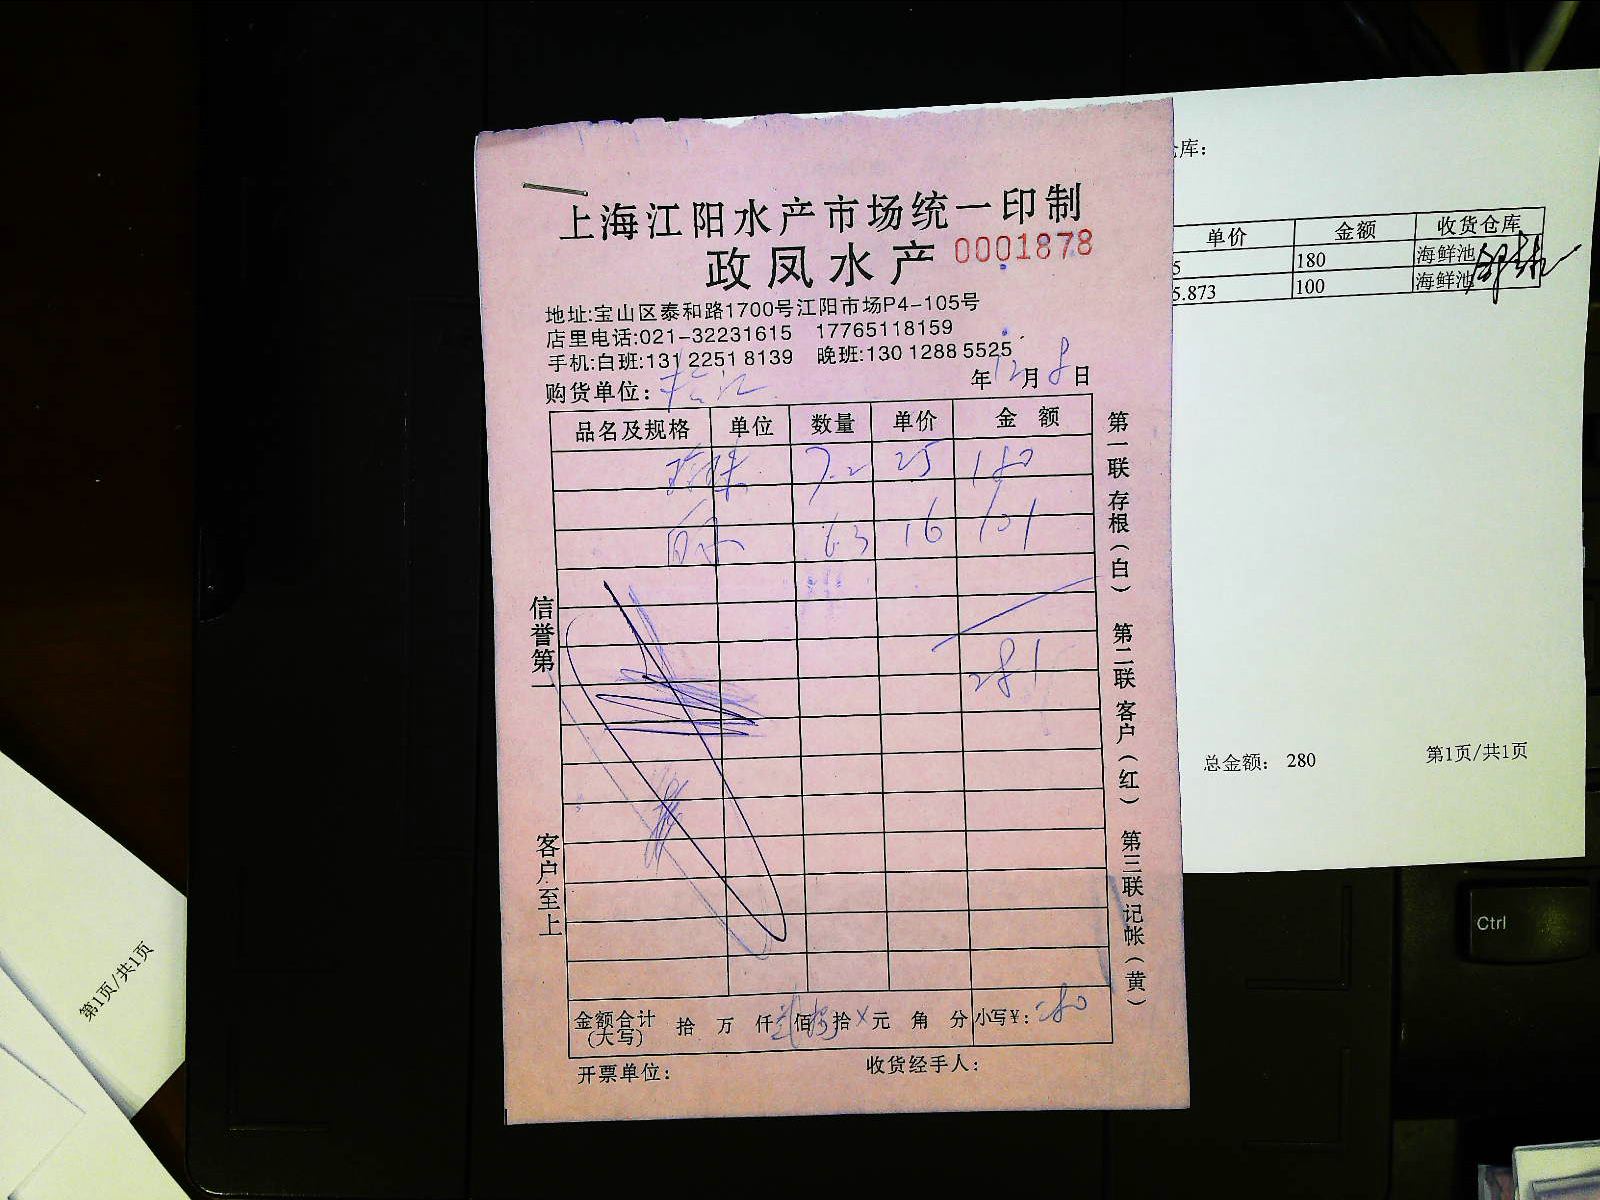 上海江阳水产市场统一印制
政凤水产 0001878
地址:宝山区泰和路1700号江阳市场P4-105号
店里电话:021-32231615 17765118159
手机:白班:131 2251 8139 晚班:130 1288 5525
购货单位: 年12月8日
品名及规格 单位 数量 单价 金额
7.2 25 180
6.3 16 101
281
金额合计(大写) 拾 万 仟贰佰捌拾×元 角 分 小写¥: 280
开票单位: 收货经手人:
信誉第一
客户至上
第一联存根(白) 第二联客户(红) 第三联记帐(黄)
库:
单价 金额 收货仓库
5 180 海鲜池
5.873 100 海鲜池
总金额: 280 第1页/共1页
第1页/共1页
Ctrl